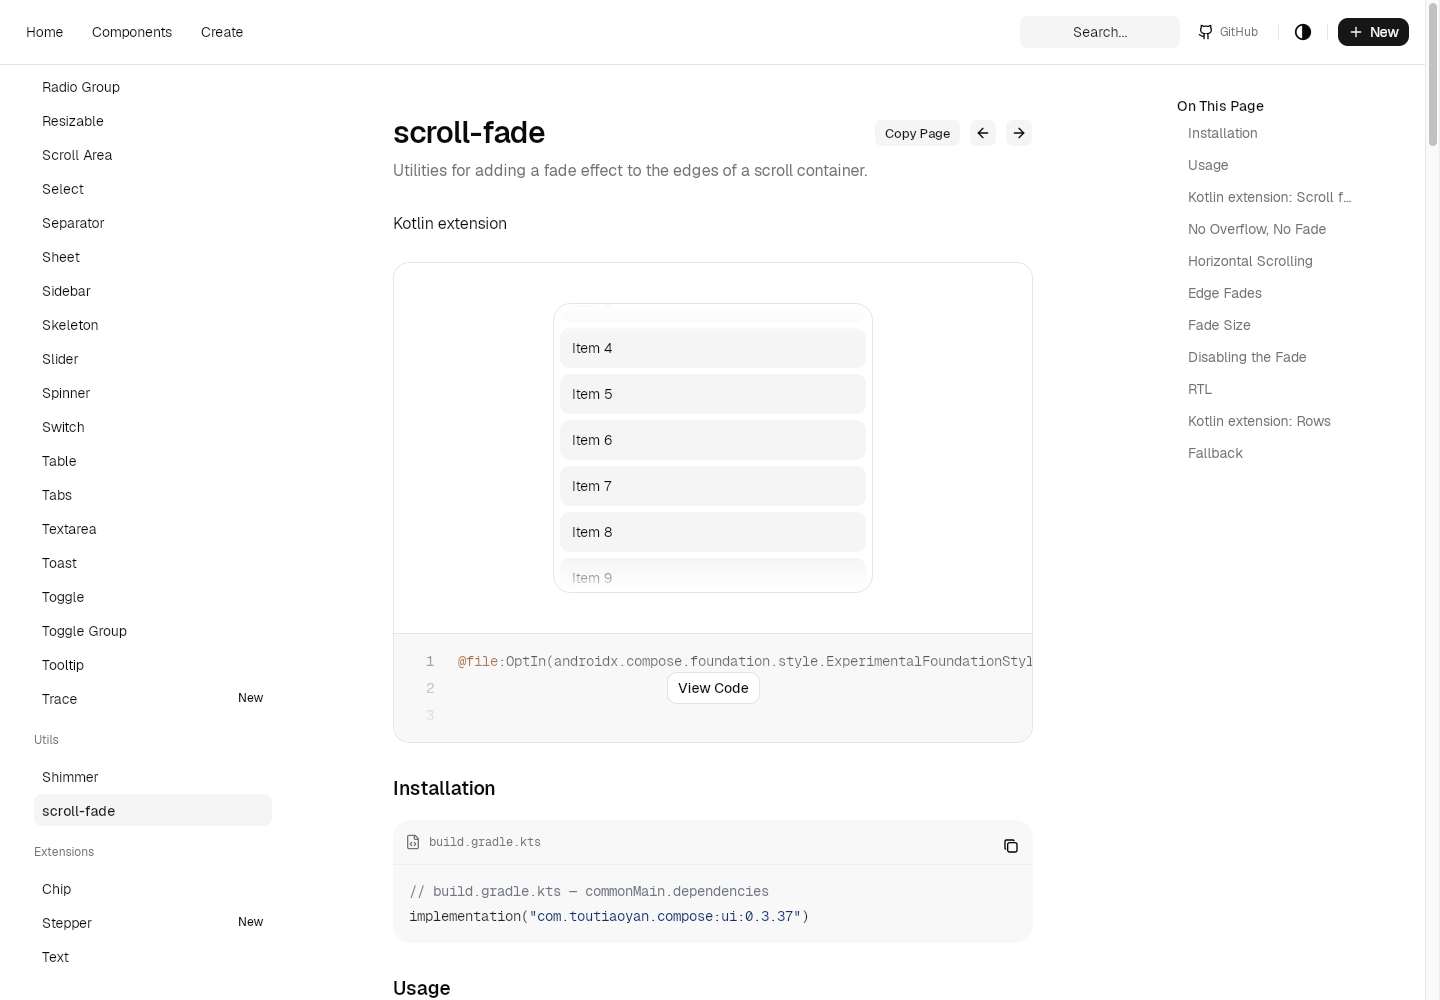 Home Components Create Search... GitHub New
Radio Group
Resizable
Scroll Area
Select
Separator
Sheet
Sidebar
Skeleton
Slider
Spinner
Switch
Table
Tabs
Textarea
Toast
Toggle
Toggle Group
Tooltip
Trace New
Utils
Shimmer
scroll-fade
Extensions
Chip
Stepper New
Text
scroll-fade
Copy Page
Utilities for adding a fade effect to the edges of a scroll container.
Kotlin extension
Item 4
Item 5
Item 6
Item 7
Item 8
Item 9
1 @file:OptIn(androidx.compose.foundation.style.ExperimentalFoundationStyl
2
View Code
3
Installation
build.gradle.kts
// build.gradle.kts — commonMain.dependencies
implementation("com.toutiaoyan.compose:ui:0.3.37")
Usage
On This Page
Installation
Usage
Kotlin extension: Scroll f...
No Overflow, No Fade
Horizontal Scrolling
Edge Fades
Fade Size
Disabling the Fade
RTL
Kotlin extension: Rows
Fallback